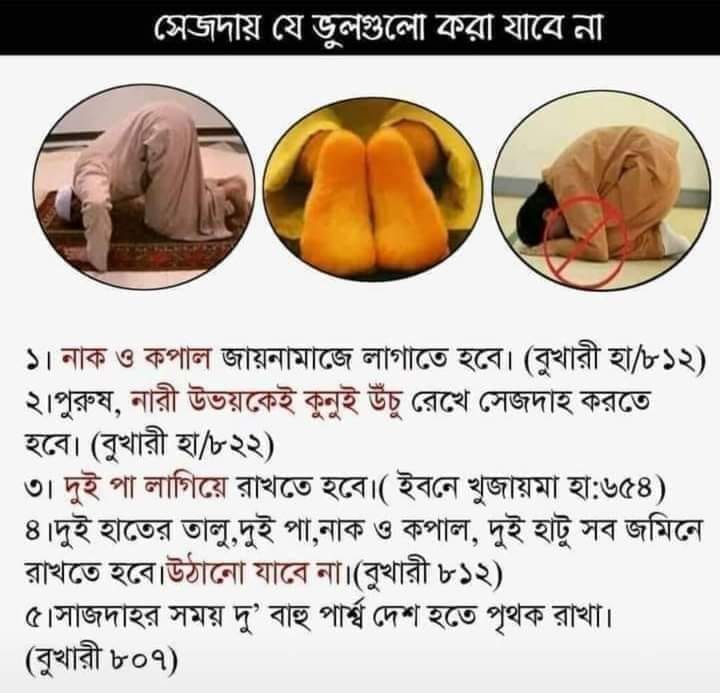 সেজদায় যে ভুলগুলো করা যাবে না
১। নাক ও কপাল জায়নামাজে লাগাতে হবে। (বুখারী হা/৮১২)
২।পুরুষ, নারী উভয়কেই কুনুই উঁচু রেখে সেজদাহ করতে
হবে। (বুখারী হা/৮২২)
৩। দুই পা লাগিয়ে রাখতে হবে।( ইবনে খুজায়মা হা:৬৫৪)
৪।দুই হাতের তালু,দুই পা,নাক ও কপাল, দুই হাটু সব জমিনে
রাখতে হবে।উঠানো যাবে না।(বুখারী ৮১২)
৫।সাজদাহর সময় দু’ বাহু পার্শ্ব দেশ হতে পৃথক রাখা।
(বুখারী ৮০৭)